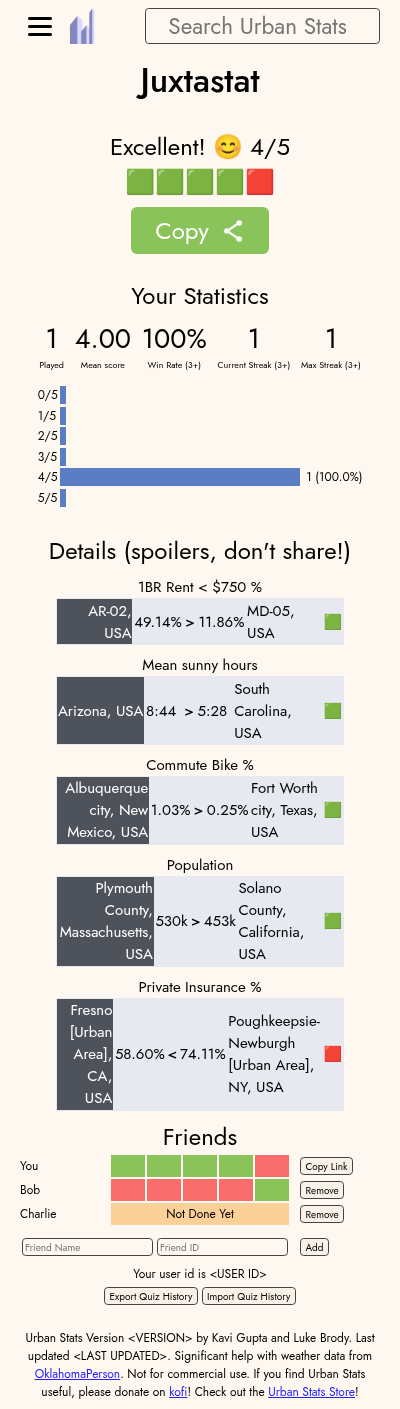 Search Urban Stats
Juxtastat
Excellent! 😊 4/5
🟩🟩🟩🟩🟥
Copy
Your Statistics
1 4.00 100% 1 1
Played Mean score Win Rate (3+) Current Streak (3+) Max Streak (3+)
0/5
1/5
2/5
3/5
4/5 1 (100.0%)
5/5
Details (spoilers, don't share!)
1BR Rent < $750 %
AR-02,
USA
49.14% > 11.86%
MD-05,
USA
🟩
Mean sunny hours
Arizona, USA
8:44 > 5:28
South
Carolina,
USA
🟩
Commute Bike %
Albuquerque
city, New
Mexico, USA
1.03% > 0.25%
Fort Worth
city, Texas,
USA
🟩
Population
Plymouth
County,
Massachusetts,
USA
530k > 453k
Solano
County,
California,
USA
🟩
Private Insurance %
Fresno
[Urban
Area],
CA,
USA
58.60% < 74.11%
Poughkeepsie-
Newburgh
[Urban Area],
NY, USA
🟥
Friends
You Copy Link
Bob Remove
Charlie Not Done Yet Remove
Friend Name Friend ID Add
Your user id is <USER ID>
Export Quiz History Import Quiz History
Urban Stats Version <VERSION> by Kavi Gupta and Luke Brody. Last
updated <LAST UPDATED>. Significant help with weather data from
OklahomaPerson. Not for commercial use. If you find Urban Stats
useful, please donate on kofi! Check out the Urban Stats Store!